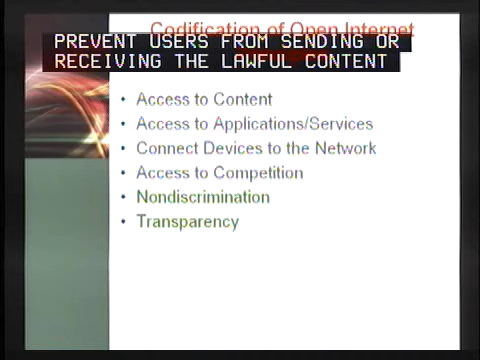 Codification of Open Internet
PREVENT USERS FROM SENDING OR
RECEIVING THE LAWFUL CONTENT
• Access to Content
• Access to Applications/Services
• Connect Devices to the Network
• Access to Competition
• Nondiscrimination
• Transparency